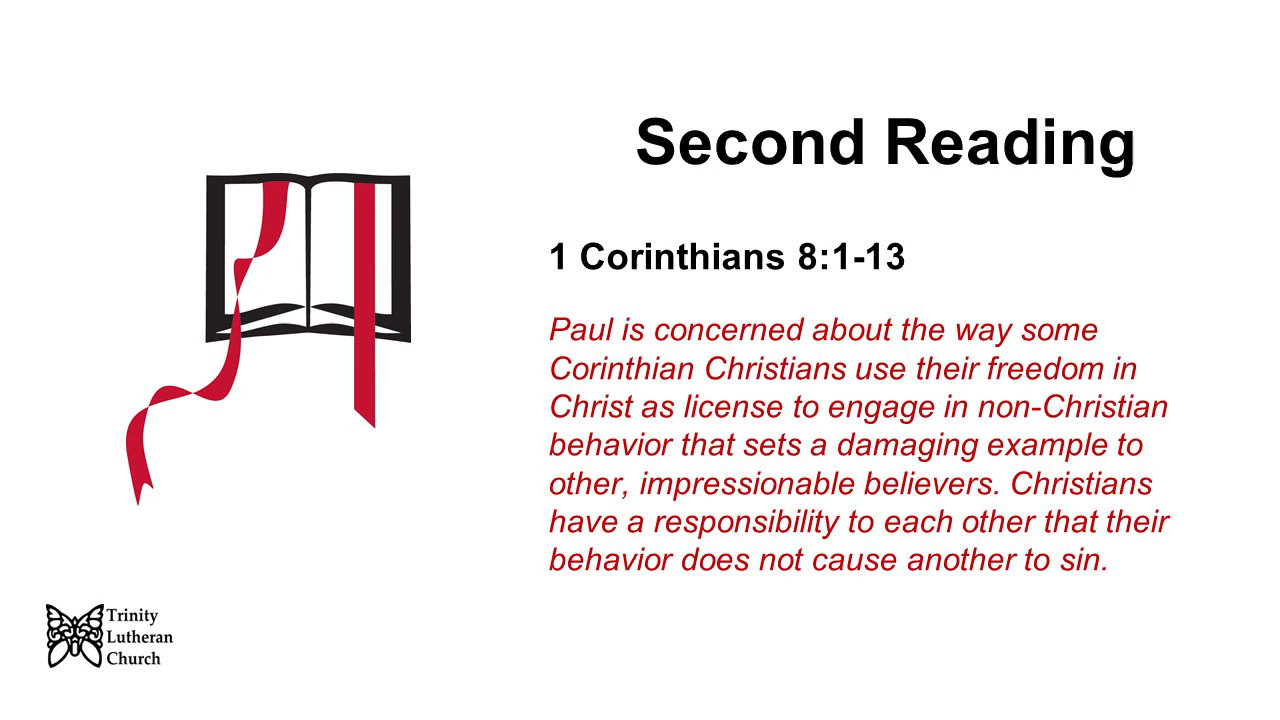 Second Reading
1 Corinthians 8:1-13
Paul is concerned about the way some
Corinthian Christians use their freedom in
Christ as license to engage in non-Christian
behavior that sets a damaging example to
other, impressionable believers. Christians
have a responsibility to each other that their
behavior does not cause another to sin.
Trinity
Lutheran
Church